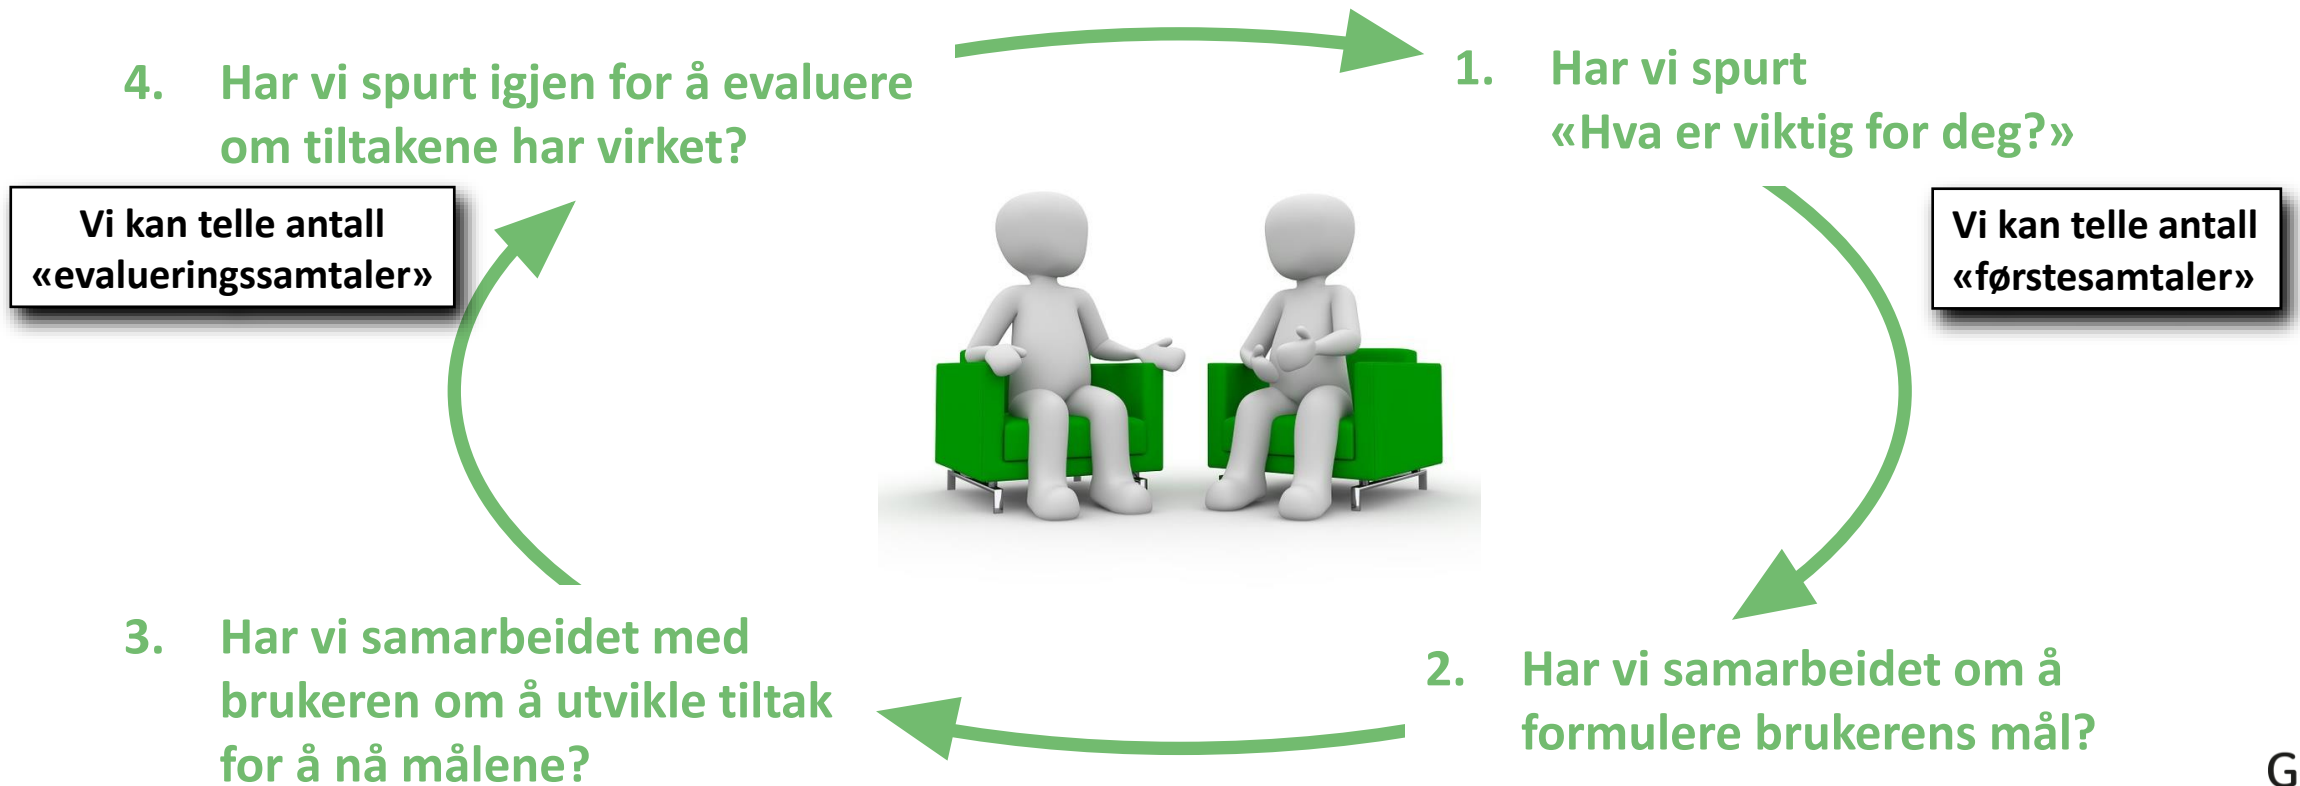 1. Har vi spurt
«Hva er viktig for deg?»
Vi kan telle antall
«førstesamtaler»
2. Har vi samarbeidet om å
formulere brukerens mål?
3. Har vi samarbeidet med
brukeren om å utvikle tiltak
for å nå målene?
4. Har vi spurt igjen for å evaluere
om tiltakene har virket?
Vi kan telle antall
«evalueringssamtaler»
G